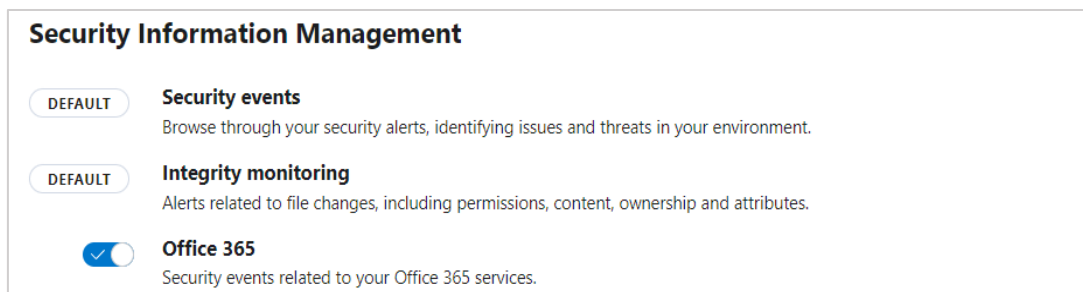 Security Information Management
DEFAULT
Security events
Browse through your security alerts, identifying issues and threats in your environment.
DEFAULT
Integrity monitoring
Alerts related to file changes, including permissions, content, ownership and attributes.
Office 365
Security events related to your Office 365 services.